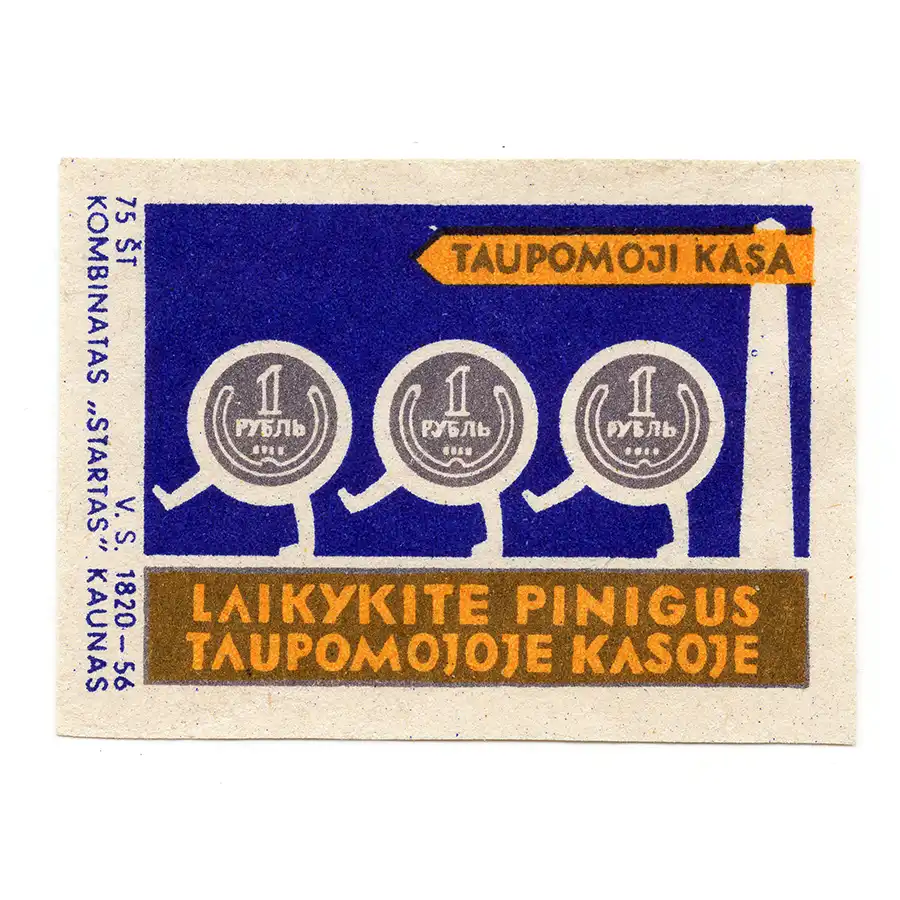 75 ŠT V. S. 1820–56
KOMBINATAS „STARTAS“ KAUNAS
TAUPOMOJI KASA
1
РУБЛЬ
1
РУБЛЬ
1
РУБЛЬ
LAIKYKITE PINIGUS
TAUPOMOJOJE KASOJE